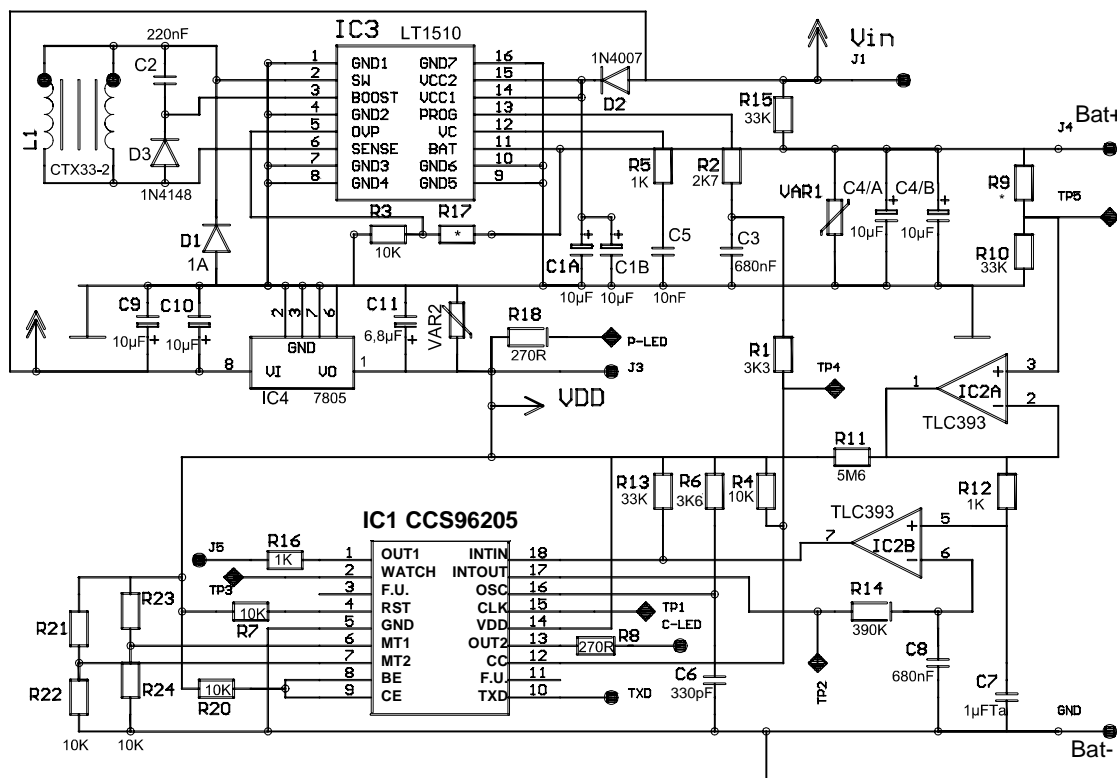 220nF
C2
L1
CTX33-2
D3
1N4148
D1
1A
IC3 LT1510
1 GND1 GND7 16
2 SW VCC2 15
3 BOOST VCC1 14
4 GND2 PROG 13
5 OVP VC 12
6 SENSE BAT 11
7 GND3 GND6 10
8 GND4 GND5 9
1N4007
D2
Vin
J1
R15
33K
Bat+
J4
R5
1K
R2
2K7
VAR1
C4/A C4/B
10µF 10µF
R9
*
TP5
R10
33K
R3
10K
R17
*
C1A
10µF
C1B
10µF
C5
10nF
C3
680nF
C9
10µF
C10
10µF
2 3 7 6
GND
8 VI VO 1
IC4 7805
C11
6,8µF
VAR2
R18
270R
P-LED
J3
VDD
R1
3K3
TP4
1 IC2A 3
2
TLC393
R11
5M6
R13
33K
R6
3K6
R4
10K
R12
1K
TLC393
7 IC2B 5
6
IC1 CCS96205
J5
R16
1K
TP3
1 OUT1 INTIN 18
2 WATCH INTOUT 17
3 F.U. OSC 16
4 RST CLK 15
5 GND VDD 14
6 MT1 OUT2 13
7 MT2 CC 12
8 BE F.U. 11
9 CE TXD 10
R23
10K
R7
R21
R22
10K
R24
10K
10K
R20
TP1
C-LED
270R
R8
TXD
C6
330pF
R14
390K
TP2
C8
680nF
C7
1µFTa
GND
Bat-